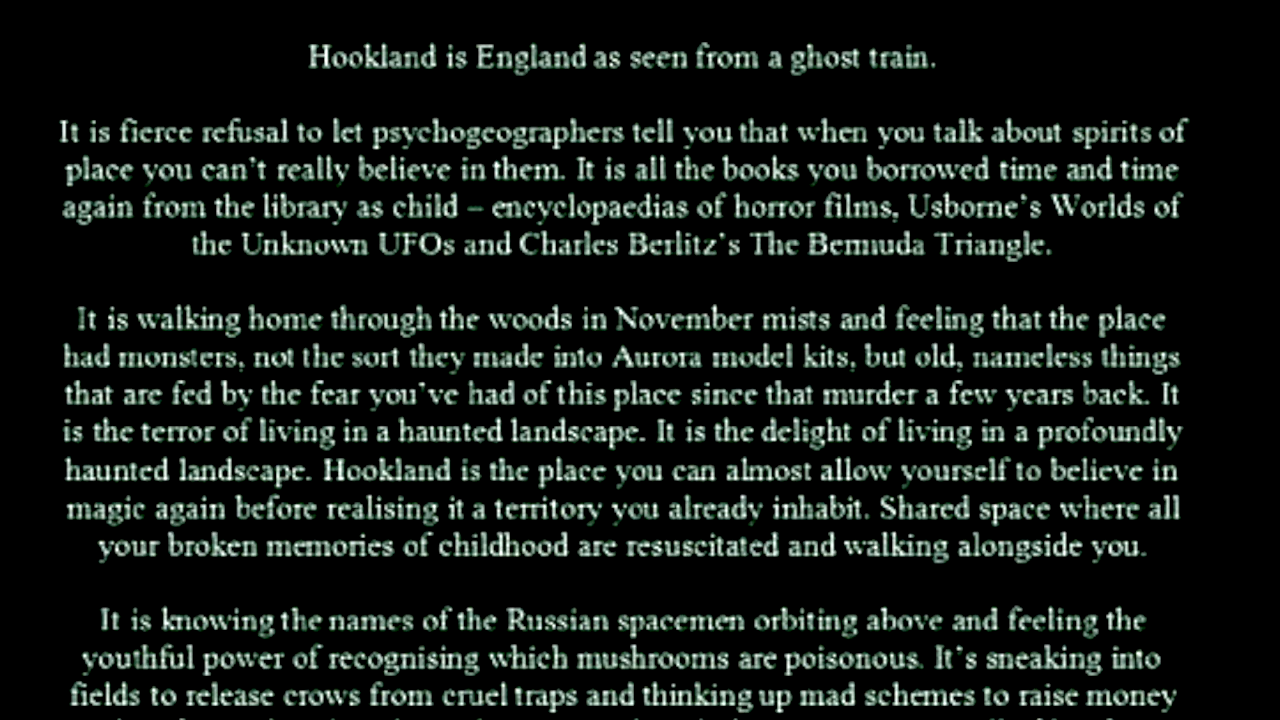 Hookland is England as seen from a ghost train.
It is fierce refusal to let psychogeographers tell you that when you talk about spirits of
place you can't really believe in them. It is all the books you borrowed time and time
again from the library as child – encyclopaedias of horror films, Usborne's Worlds of
the Unknown UFOs and Charles Berlitz's The Bermuda Triangle.
It is walking home through the woods in November mists and feeling that the place
had monsters, not the sort they made into Aurora model kits, but old, nameless things
that are fed by the fear you've had of this place since that murder a few years back. It
is the terror of living in a haunted landscape. It is the delight of living in a profoundly
haunted landscape. Hookland is the place you can almost allow yourself to believe in
magic again before realising it a territory you already inhabit. Shared space where all
your broken memories of childhood are resuscitated and walking alongside you.
It is knowing the names of the Russian spacemen orbiting above and feeling the
youthful power of recognising which mushrooms are poisonous. It's sneaking into
fields to release crows from cruel traps and thinking up mad schemes to raise money